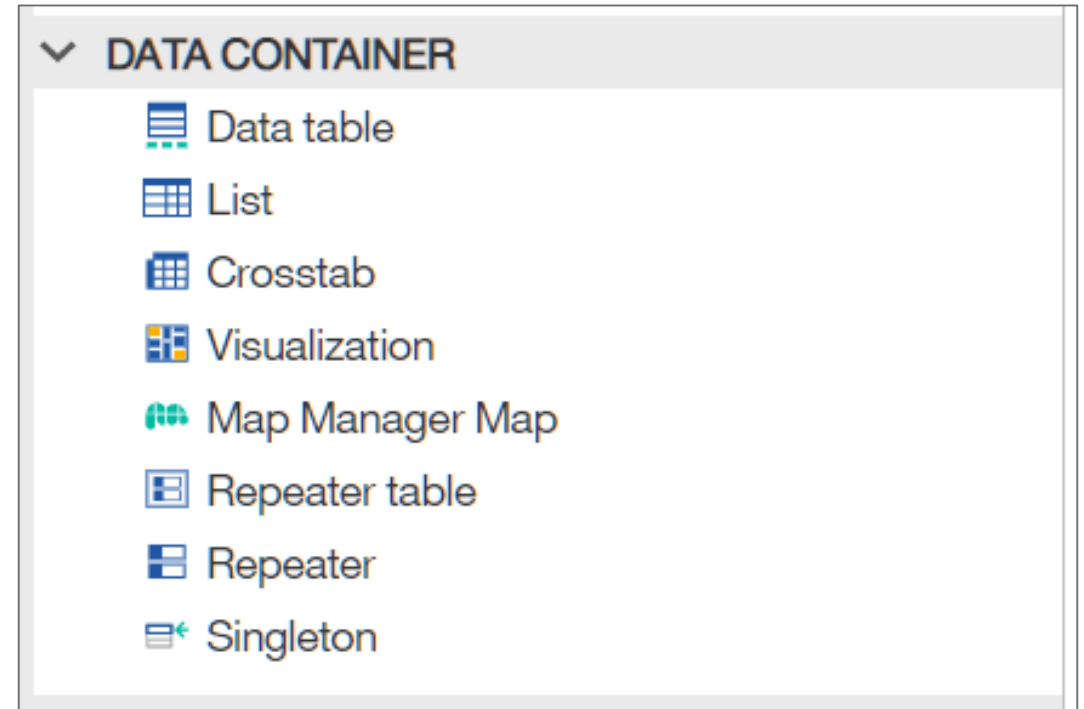 DATA CONTAINER
Data table
List
Crosstab
Visualization
Map Manager Map
Repeater table
Repeater
Singleton